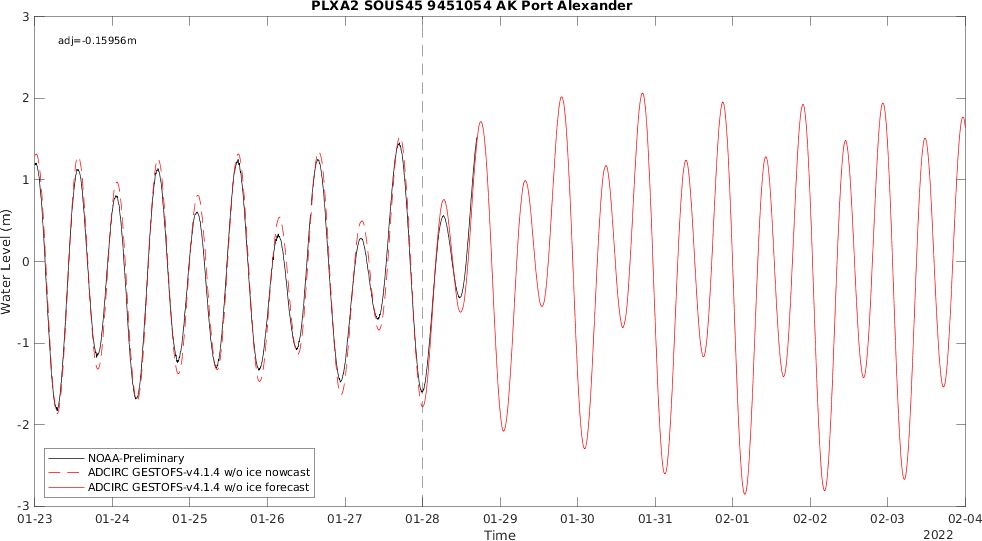 PLXA2 SOUS45 9451054 AK Port Alexander
3
adj=-0.15956m
2
1
0
-1
-2
-3
Water Level (m)
NOAA-Preliminary
ADCIRC GESTOFS-v4.1.4 w/o ice nowcast
ADCIRC GESTOFS-v4.1.4 w/o ice forecast
01-23 01-24 01-25 01-26 01-27 01-28 01-29 01-30 01-31 02-01 02-02 02-03 02-04
Time
2022